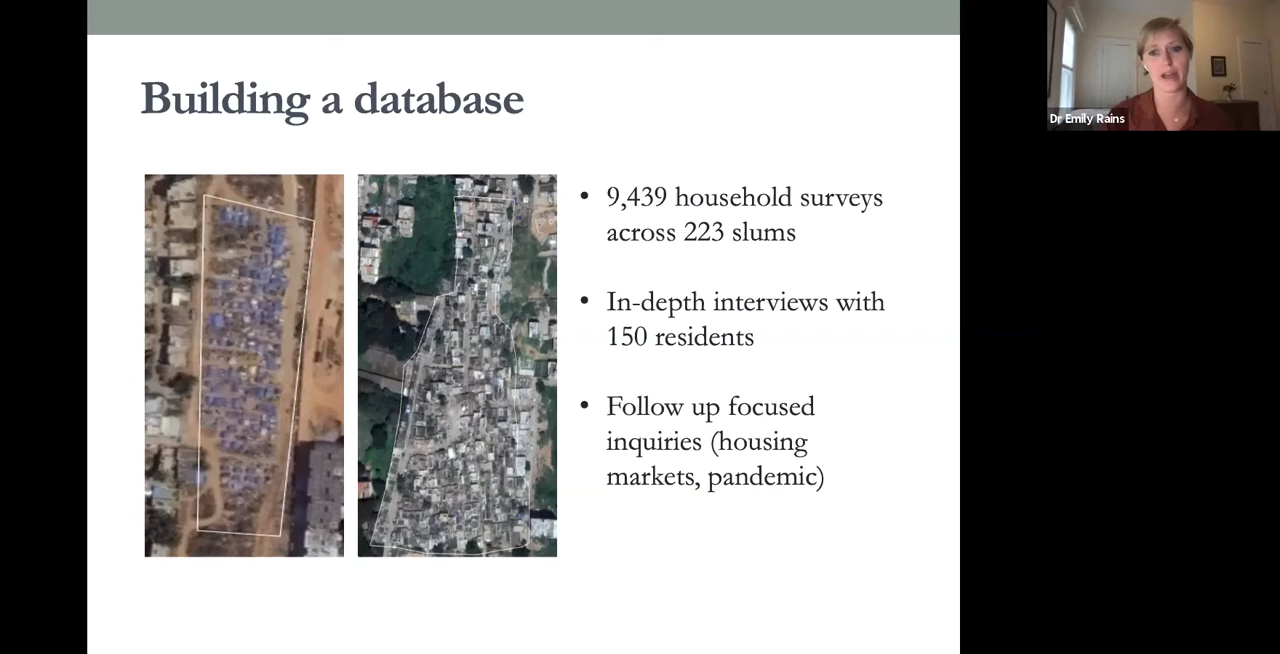 Building a database
• 9,439 household surveys
across 223 slums
• In-depth interviews with
150 residents
• Follow up focused
inquiries (housing
markets, pandemic)
Dr Emily Rains